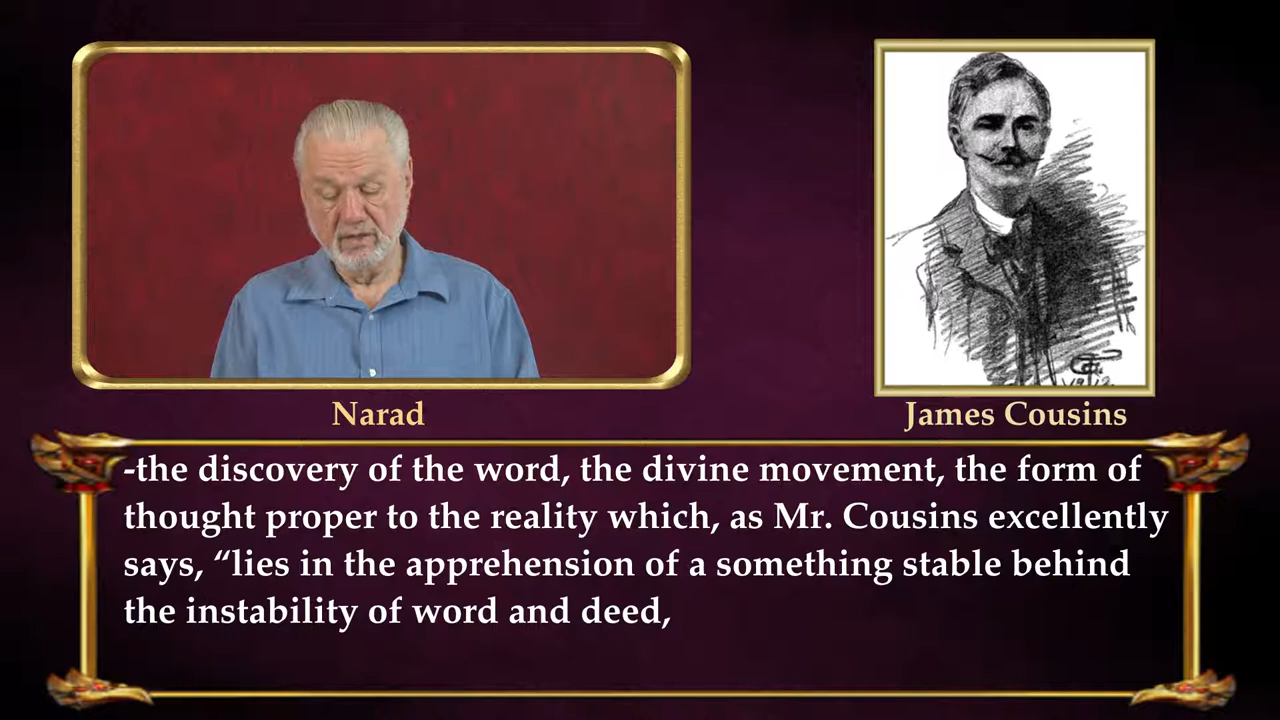 Narad
James Cousins
-the discovery of the word, the divine movement, the form of
thought proper to the reality which, as Mr. Cousins excellently
says, “lies in the apprehension of a something stable behind
the instability of word and deed,